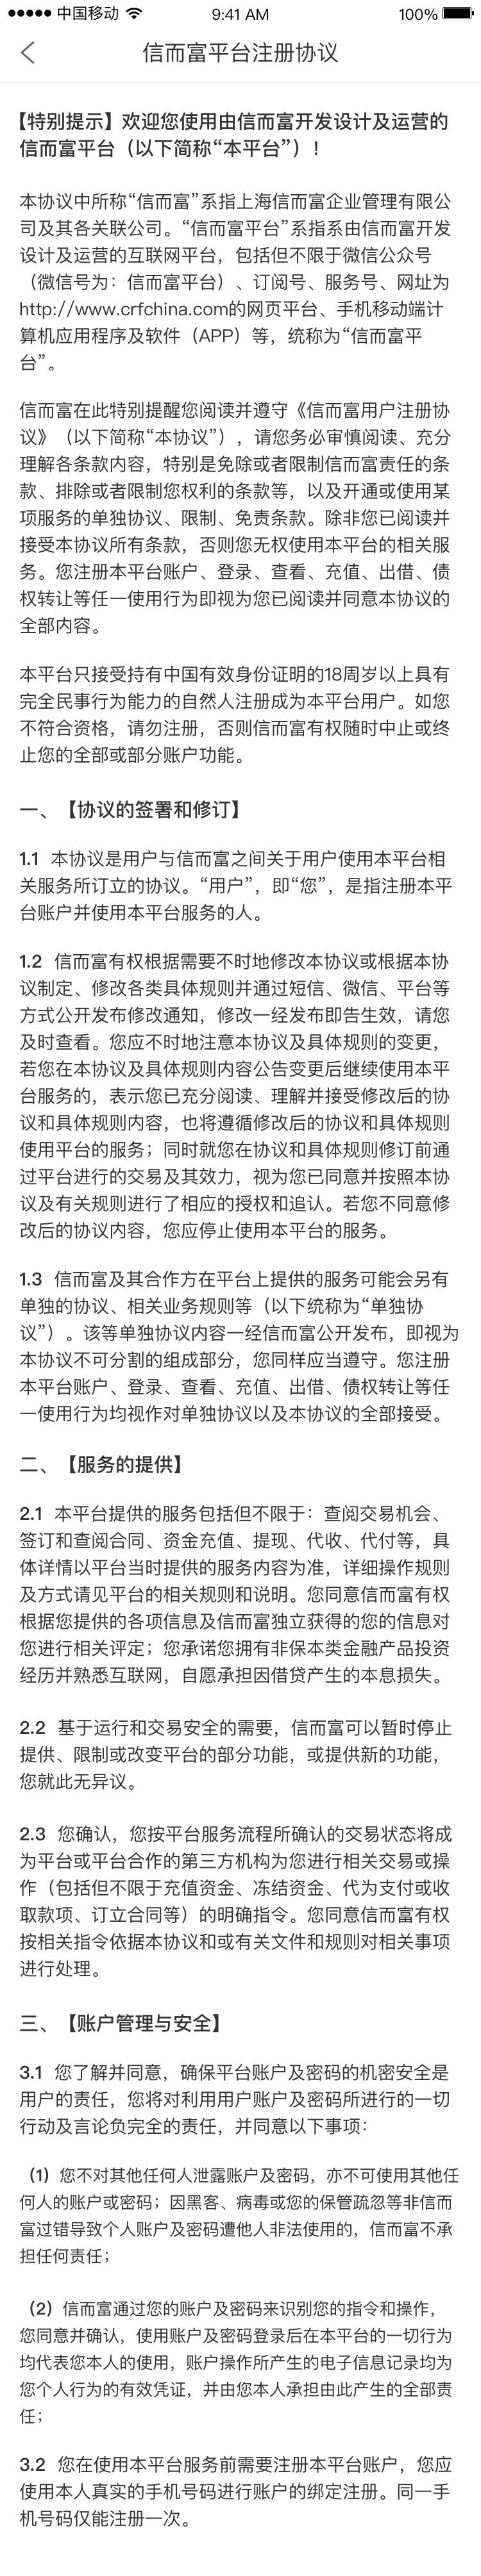 中国移动 9:41 AM 100%
信而富平台注册协议
【特别提示】欢迎您使用由信而富开发设计及运营的
信而富平台（以下简称“本平台”）！
本协议中所称“信而富”系指上海信而富企业管理有限公
司及其各关联公司。“信而富平台”系指系由信而富开发
设计及运营的互联网平台，包括但不限于微信公众号
（微信号为：信而富平台）、订阅号、服务号、网址为
http://www.crfchina.com的网页平台、手机移动端计
算机应用程序及软件（APP）等，统称为“信而富平
台”。
信而富在此特别提醒您阅读并遵守《信而富用户注册协
议》（以下简称“本协议”），请您务必审慎阅读、充分
理解各条款内容，特别是免除或者限制信而富责任的条
款、排除或者限制您权利的条款等，以及开通或使用某
项服务的单独协议、限制、免责条款。除非您已阅读并
接受本协议所有条款，否则您无权使用本平台的相关服
务。您注册本平台账户、登录、查看、充值、出借、债
权转让等任一使用行为即视为您已阅读并同意本协议的
全部内容。
本平台只接受持有中国有效身份证明的18周岁以上具有
完全民事行为能力的自然人注册成为本平台用户。如您
不符合资格，请勿注册，否则信而富有权随时中止或终
止您的全部或部分账户功能。
一、【协议的签署和修订】
1.1 本协议是用户与信而富之间关于用户使用本平台相
关服务所订立的协议。“用户”，即“您”，是指注册本平
台账户并使用本平台服务的人。
1.2 信而富有权根据需要不时地修改本协议或根据本协
议制定、修改各类具体规则并通过短信、微信、平台等
方式公开发布修改通知，修改一经发布即告生效，请您
及时查看。您应不时地注意本协议及具体规则的变更，
若您在本协议及具体规则内容公告变更后继续使用本平
台服务的，表示您已充分阅读、理解并接受修改后的协
议和具体规则内容，也将遵循修改后的协议和具体规则
使用平台的服务；同时就您在协议和具体规则修订前通
过平台进行的交易及其效力，视为您已同意并按照本协
议及有关规则进行了相应的授权和追认。若您不同意修
改后的协议内容，您应停止使用本平台的服务。
1.3 信而富及其合作方在平台上提供的服务可能会另有
单独的协议、相关业务规则等（以下统称为“单独协
议”）。该等单独协议内容一经信而富公开发布，即视为
本协议不可分割的组成部分，您同样应当遵守。您注册
本平台账户、登录、查看、充值、出借、债权转让等任
一使用行为均视作对单独协议以及本协议的全部接受。
二、【服务的提供】
2.1 本平台提供的服务包括但不限于：查阅交易机会、
签订和查阅合同、资金充值、提现、代收、代付等，具
体详情以平台当时提供的服务内容为准，详细操作规则
及方式请见平台的相关规则和说明。您同意信而富有权
根据您提供的各项信息及信而富独立获得的您的信息对
您进行相关评定；您承诺您拥有非保本类金融产品投资
经历并熟悉互联网，自愿承担因借贷产生的本息损失。
2.2 基于运行和交易安全的需要，信而富可以暂时停止
提供、限制或改变平台的部分功能，或提供新的功能，
您就此无异议。
2.3 您确认，您按平台服务流程所确认的交易状态将成
为平台或平台合作的第三方机构为您进行相关交易或操
作（包括但不限于充值资金、冻结资金、代为支付或收
取款项、订立合同等）的明确指令。您同意信而富有权
按相关指令依据本协议和或有关文件和规则对相关事项
进行处理。
三、【账户管理与安全】
3.1 您了解并同意，确保平台账户及密码的机密安全是
用户的责任，您将对利用用户账户及密码所进行的一切
行动及言论负完全的责任，并同意以下事项：
（1）您不对其他任何人泄露账户及密码，亦不可使用其他任
何人的账户或密码；因黑客、病毒或您的保管疏忽等非信而
富过错导致个人账户及密码遭他人非法使用的，信而富不承
担任何责任；
（2）信而富通过您的账户及密码来识别您的指令和操作，
您同意并确认，使用账户及密码登录后在本平台的一切行为
均代表您本人的使用，账户操作所产生的电子信息记录均为
您个人行为的有效凭证，并由您本人承担由此产生的全部责
任；
3.2 您在使用本平台服务前需要注册本平台账户，您应
使用本人真实的手机号码进行账户的绑定注册。同一手
机号码仅能注册一次。